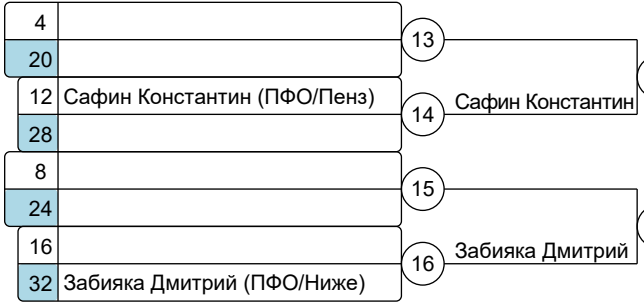 4
13
20
12 Сафин Константин (ПФО/Пенз)
14 Сафин Константин
28
8
15
24
16
16 Забияка Дмитрий
32 Забияка Дмитрий (ПФО/Ниже)